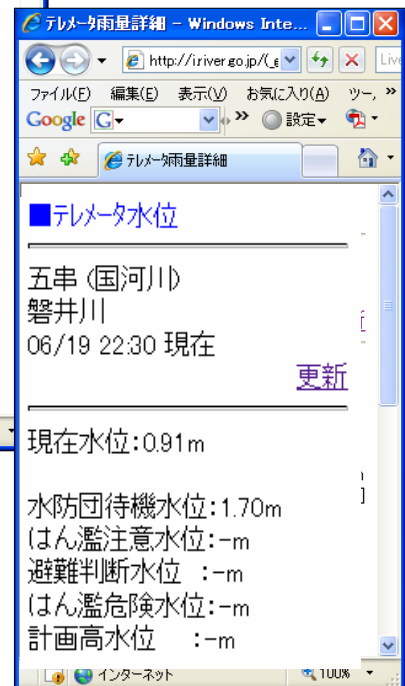 テレメータ雨量詳細 - Windows Inte...
http://i.river.go.jp/(_e
Live
ファイル(F) 編集(E) 表示(V) お気に入り(A) ツー, »
Google G 設定
テレメータ雨量詳細
■テレメータ水位
五串 (国河川)
磐井川
06/19 22:30 現在
更新
現在水位:0.91m
水防団待機水位:1.70m
はん濫注意水位:-m
避難判断水位 :-m
はん濫危険水位:-m
計画高水位 :-m
インターネット 100%